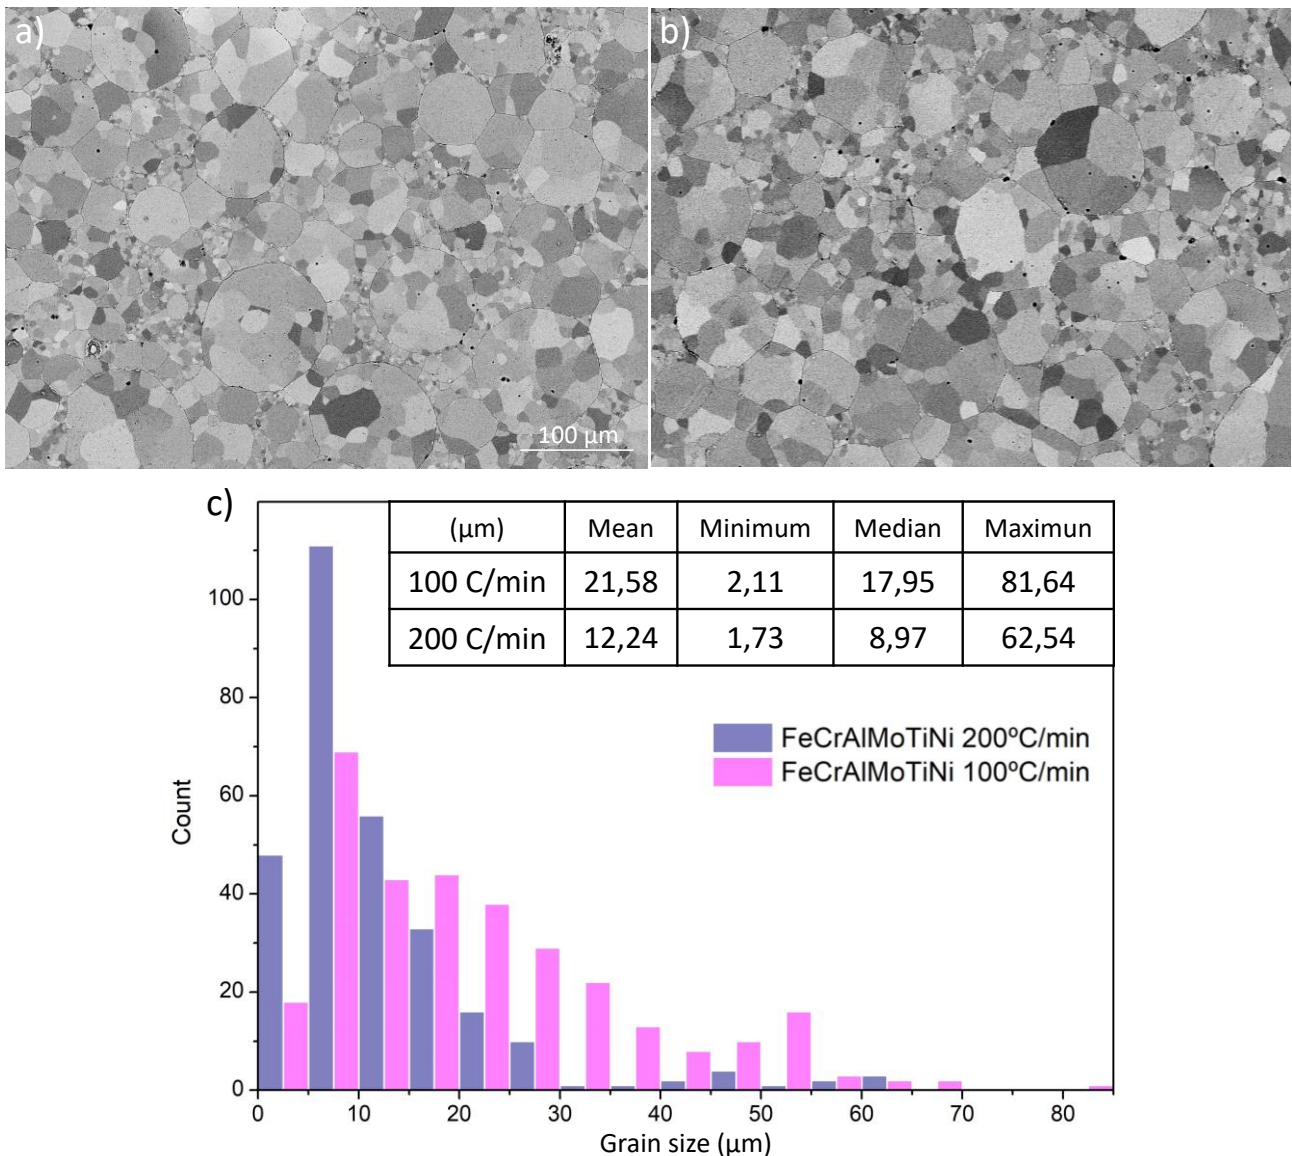 a)
b)
100 µm
c)
(µm) Mean Minimum Median Maximun
100 C/min 21,58 2,11 17,95 81,64
200 C/min 12,24 1,73 8,97 62,54
FeCrAlMoTiNi 200ºC/min
FeCrAlMoTiNi 100ºC/min
Count
100
80
60
40
20
0
0 10 20 30 40 50 60 70 80
Grain size (µm)